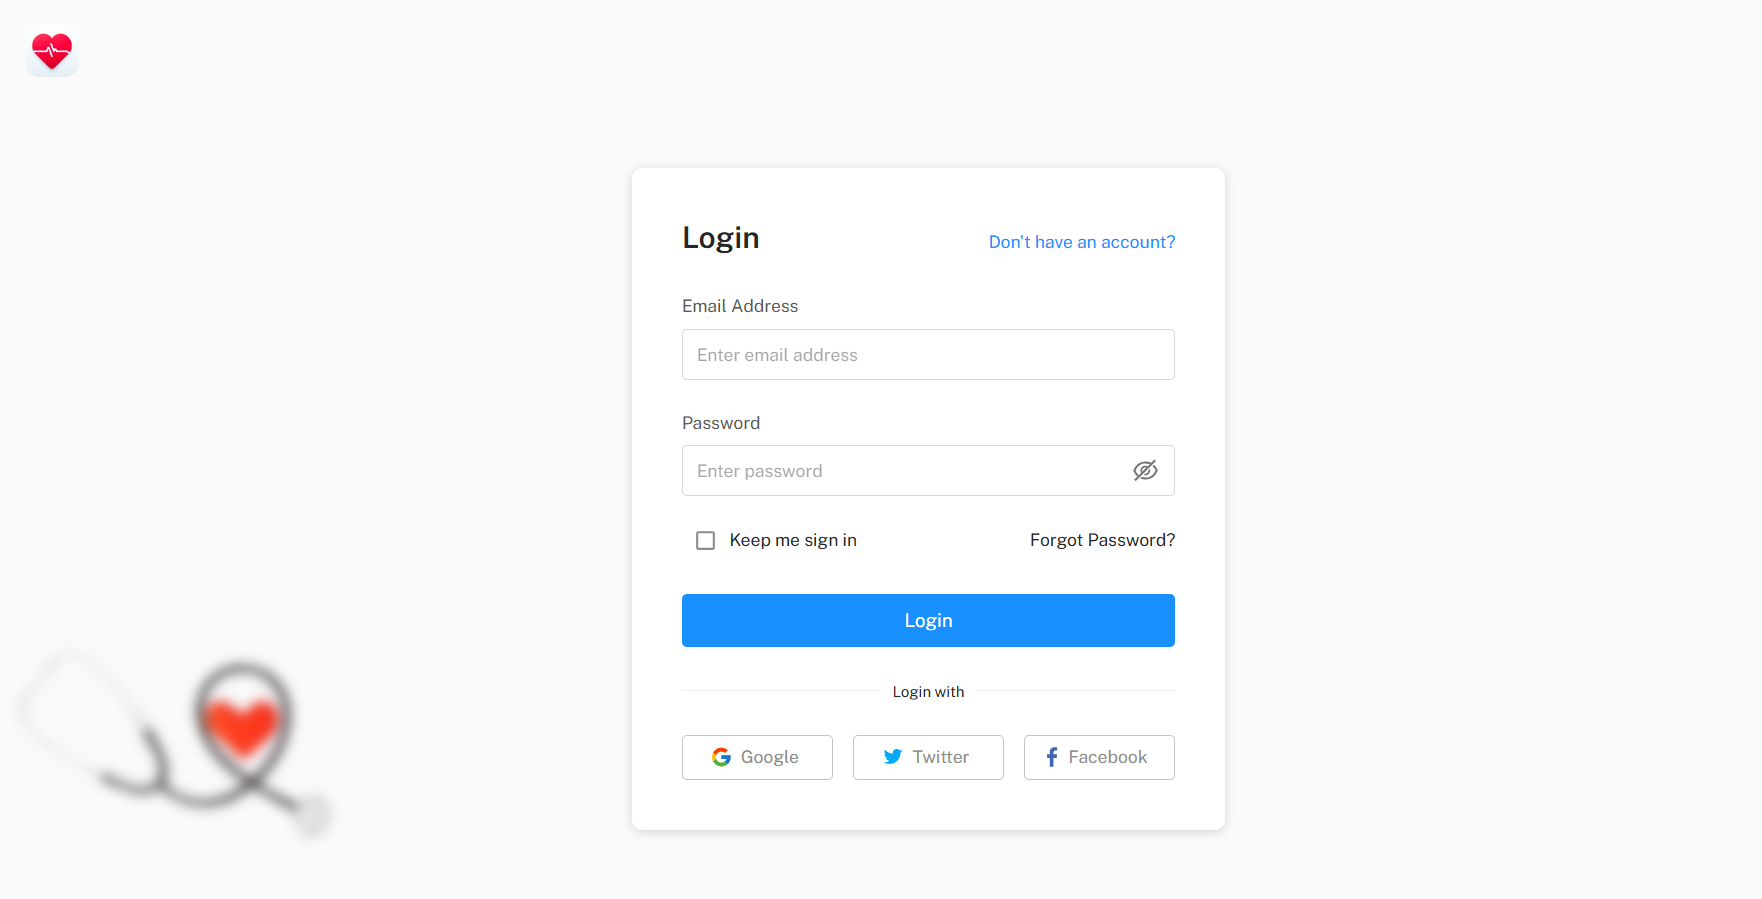 Login
Don't have an account?
Email Address
Enter email address
Password
Enter password
Keep me sign in
Forgot Password?
Login
Login with
Google
Twitter
Facebook